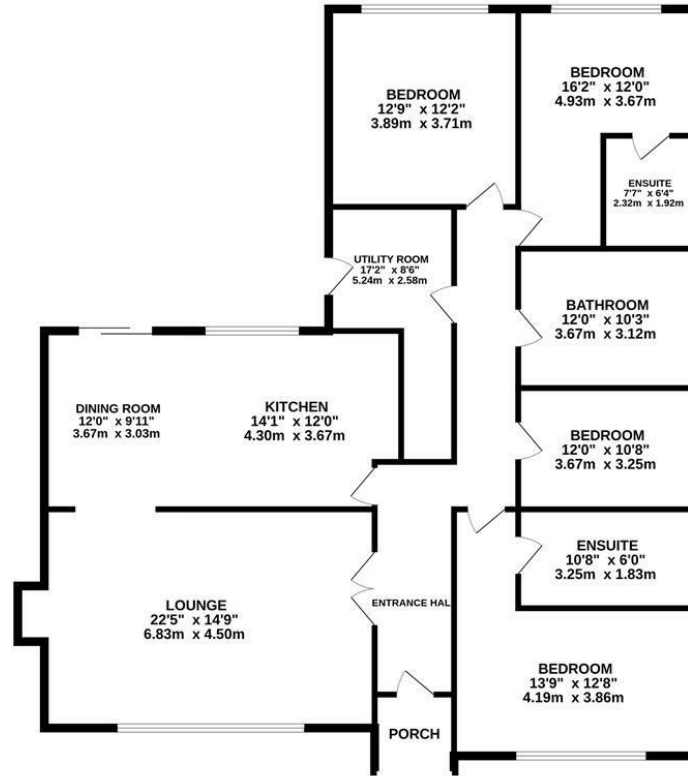 BEDROOM
12'9" x 12'2"
3.89m x 3.71m
BEDROOM
16'2" x 12'0"
4.93m x 3.67m
ENSUITE
7'7" x 6'4"
2.32m x 1.92m
UTILITY ROOM
17'2" x 8'6"
5.24m x 2.58m
BATHROOM
12'0" x 10'3"
3.67m x 3.12m
DINING ROOM
12'0" x 9'11"
3.67m x 3.03m
KITCHEN
14'1" x 12'0"
4.30m x 3.67m
BEDROOM
12'0" x 10'8"
3.67m x 3.25m
ENSUITE
10'8" x 6'0"
3.25m x 1.83m
LOUNGE
22'5" x 14'9"
6.83m x 4.50m
ENTRANCE HAL
BEDROOM
13'9" x 12'8"
4.19m x 3.86m
PORCH